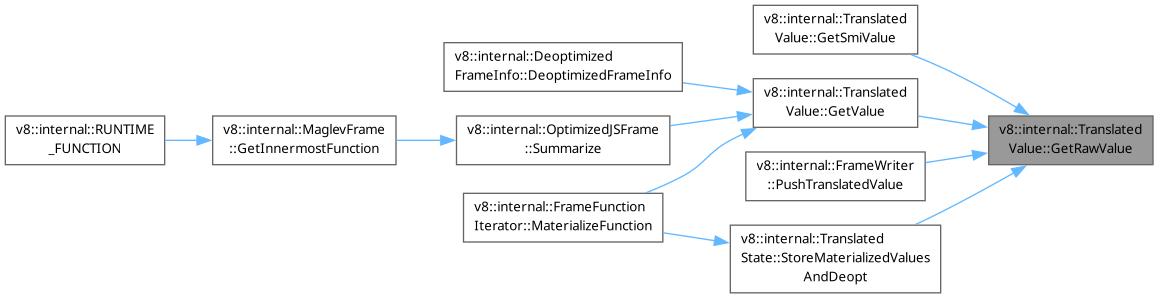 v8::internal::RUNTIME
_FUNCTION
v8::internal::MaglevFrame
::GetInnermostFunction
v8::internal::Deoptimized
FrameInfo::DeoptimizedFrameInfo
v8::internal::OptimizedJSFrame
::Summarize
v8::internal::FrameFunction
Iterator::MaterializeFunction
v8::internal::Translated
Value::GetSmiValue
v8::internal::Translated
Value::GetValue
v8::internal::FrameWriter
::PushTranslatedValue
v8::internal::Translated
State::StoreMaterializedValues
AndDeopt
v8::internal::Translated
Value::GetRawValue